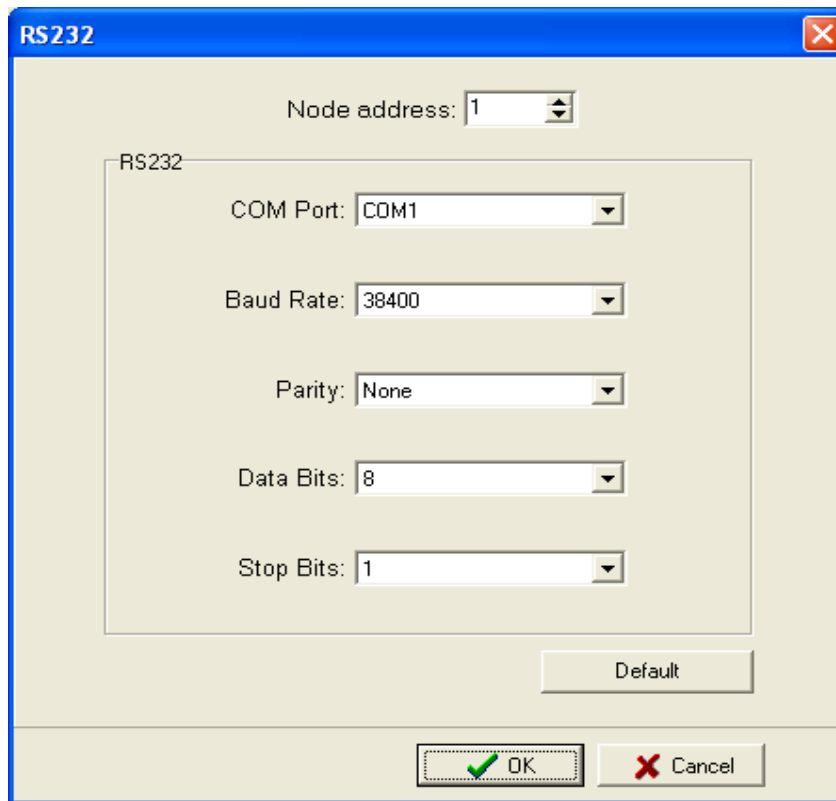 RS232
Node address: 1
RS232
COM Port: COM1
Baud Rate: 38400
Parity: None
Data Bits: 8
Stop Bits: 1
Default
OK Cancel